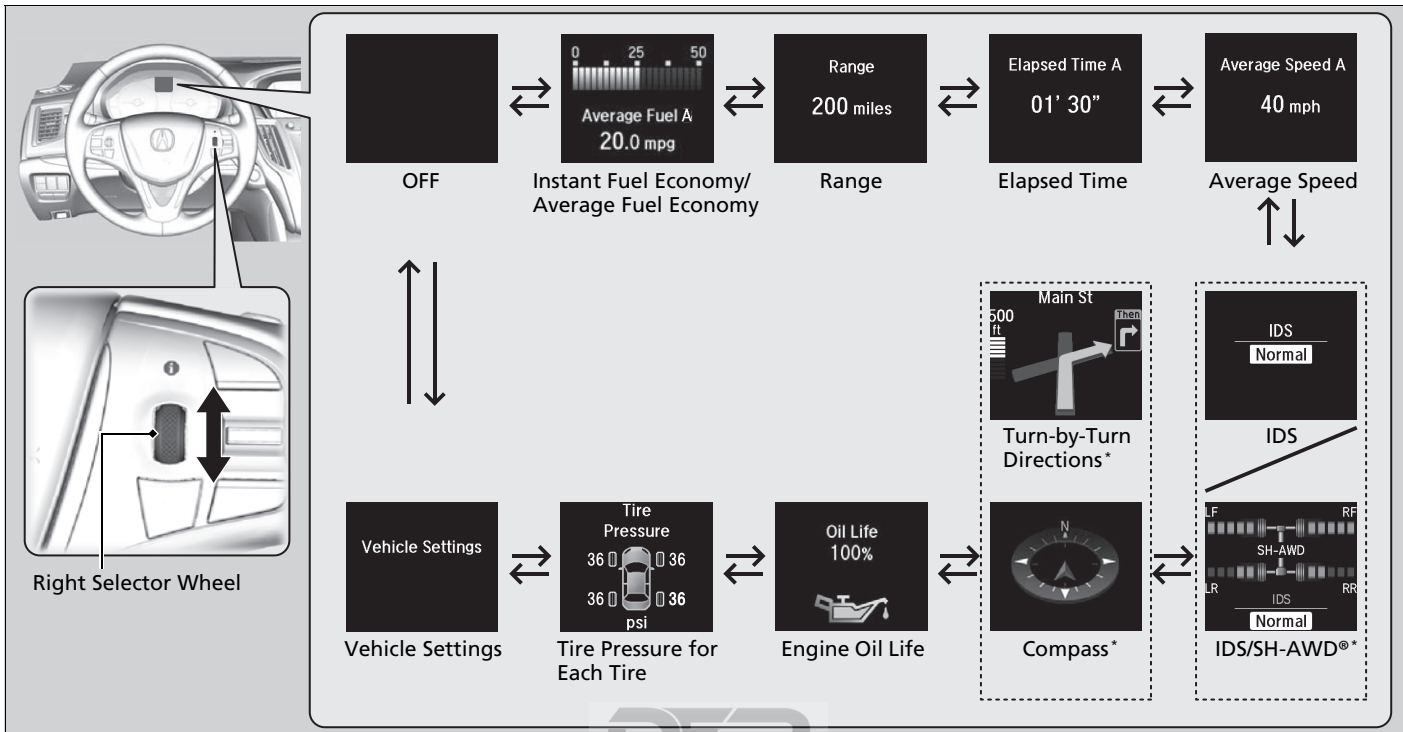 0 25 50
Average Fuel A
20.0 mpg
Range
200 miles
Elapsed Time A
01' 30"
Average Speed A
40 mph
OFF
Instant Fuel Economy/
Average Fuel Economy
Range
Elapsed Time
Average Speed
Main St
500
ft
Then
Turn-by-Turn
Directions*
IDS
Normal
IDS
Right Selector Wheel
Vehicle Settings
Vehicle Settings
Tire
Pressure
36 36
36 36
psi
Tire Pressure for
Each Tire
Oil Life
100%
Engine Oil Life
N
Compass*
LF RF
SH-AWD
LR RR
IDS
Normal
IDS/SH-AWD®*